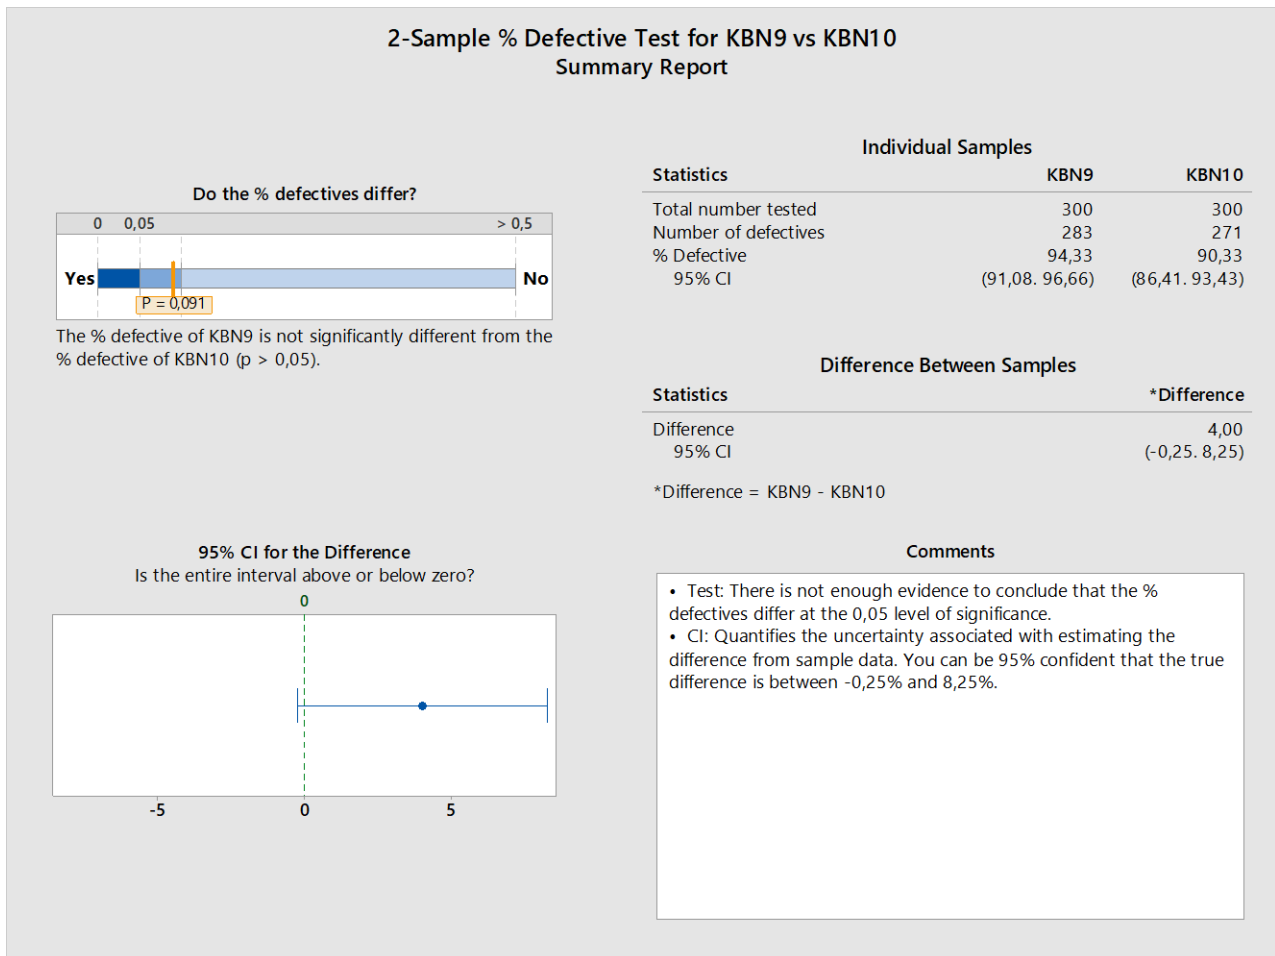 2-Sample % Defective Test for KBN9 vs KBN10
Summary Report
Do the % defectives differ?
0 0,05 > 0,5
Yes No
P = 0,091
The % defective of KBN9 is not significantly different from the
% defective of KBN10 (p > 0,05).
Individual Samples
Statistics KBN9 KBN10
Total number tested 300 300
Number of defectives 283 271
% Defective 94,33 90,33
95% CI (91,08. 96,66) (86,41. 93,43)
Difference Between Samples
Statistics *Difference
Difference 4,00
95% CI (-0,25. 8,25)
*Difference = KBN9 - KBN10
95% CI for the Difference
Is the entire interval above or below zero?
0
-5 0 5
Comments
• Test: There is not enough evidence to conclude that the %
defectives differ at the 0,05 level of significance.
• CI: Quantifies the uncertainty associated with estimating the
difference from sample data. You can be 95% confident that the true
difference is between -0,25% and 8,25%.